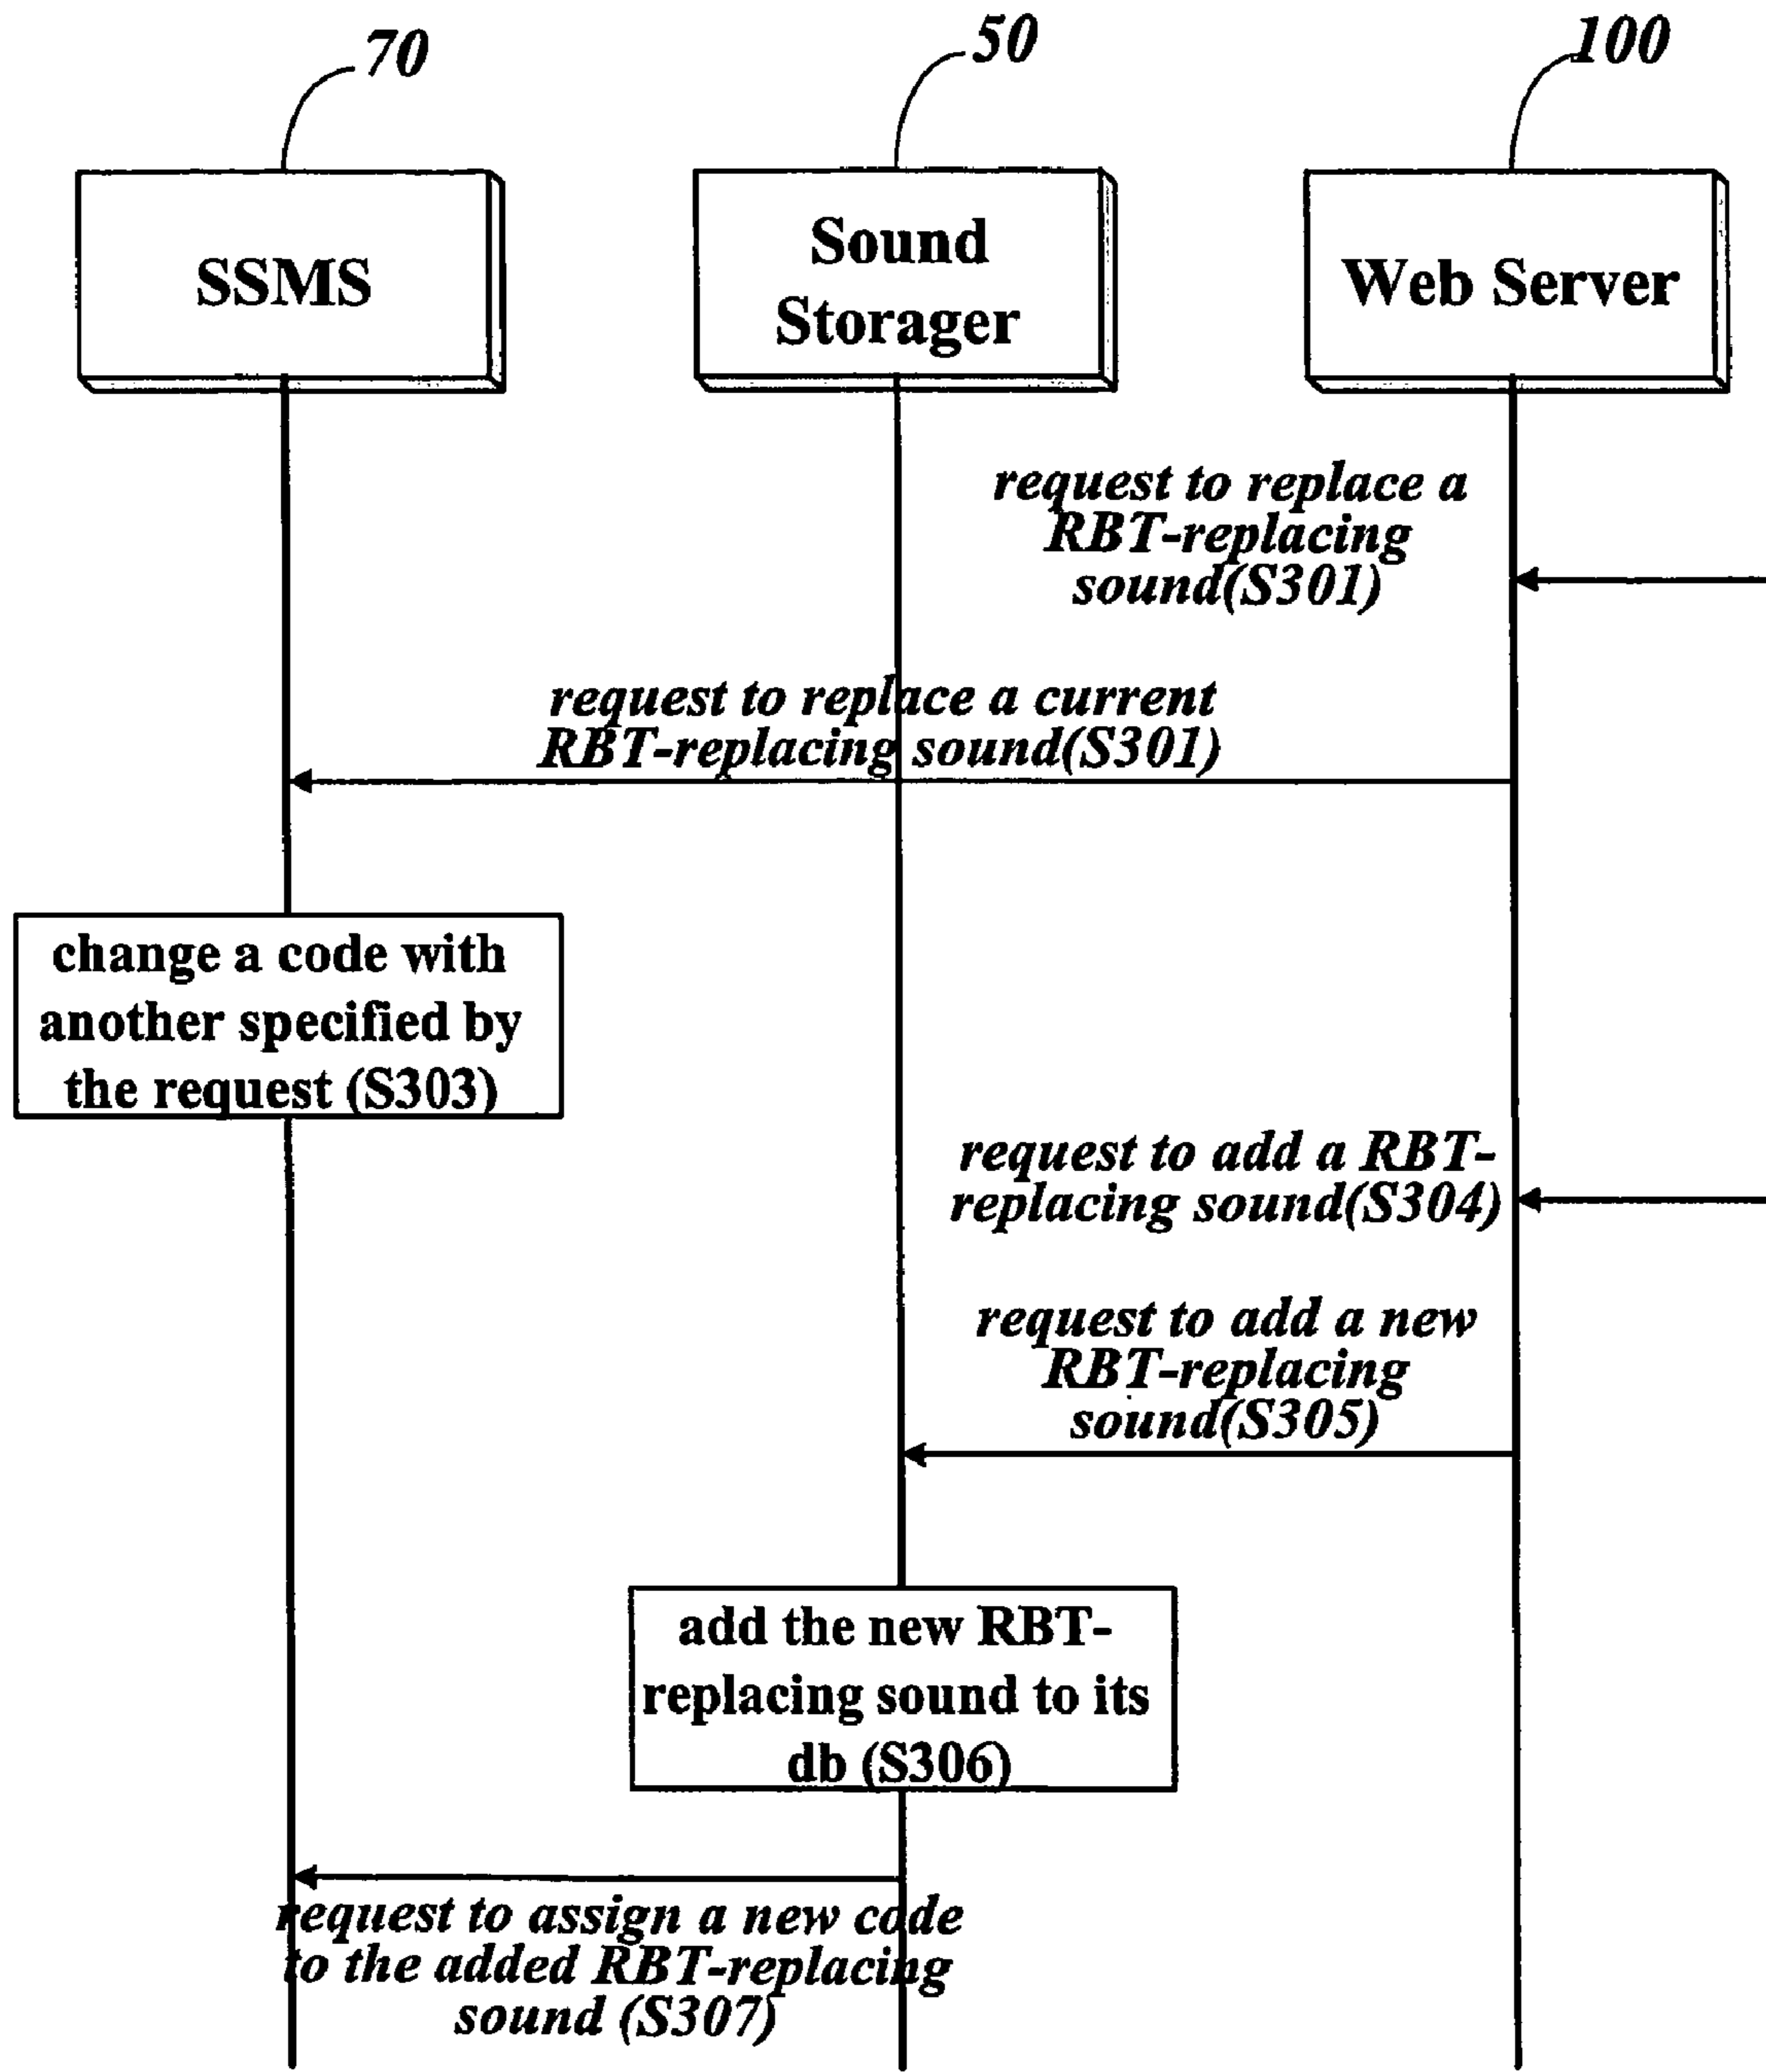 70
50
100
SSMS
Sound
Storager
Web Server
request to replace a
RBT-replacing
sound(S301)
request to replace a current
RBT-replacing sound(S301)
change a code with
another specified by
the request (S303)
request to add a RBT-
replacing sound(S304)
request to add a new
RBT-replacing
sound(S305)
add the new RBT-
replacing sound to its
db (S306)
request to assign a new code
to the added RBT-replacing
sound (S307)